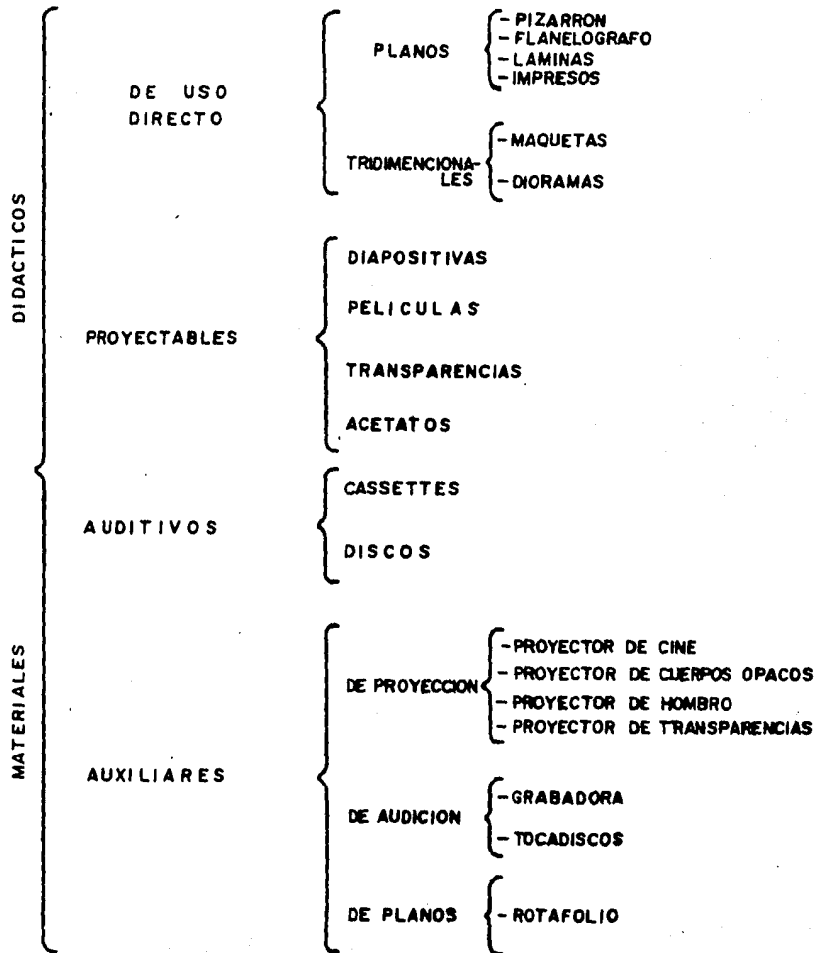 MATERIALES DIDACTICOS
DE USO
DIRECTO
PLANOS
- PIZARRON
- FLANELOGRAFO
- LAMINAS
- IMPRESOS
TRIDIMENCIONA-
LES
- MAQUETAS
- DIORAMAS
PROYECTABLES
DIAPOSITIVAS
PELICULAS
TRANSPARENCIAS
ACETATOS
AUDITIVOS
CASSETTES
DISCOS
AUXILIARES
DE PROYECCION
- PROYECTOR DE CINE
- PROYECTOR DE CUERPOS OPACOS
- PROYECTOR DE HOMBRO
- PROYECTOR DE TRANSPARENCIAS
DE AUDICION
- GRABADORA
- TOCADISCOS
DE PLANOS
- ROTAFOLIO